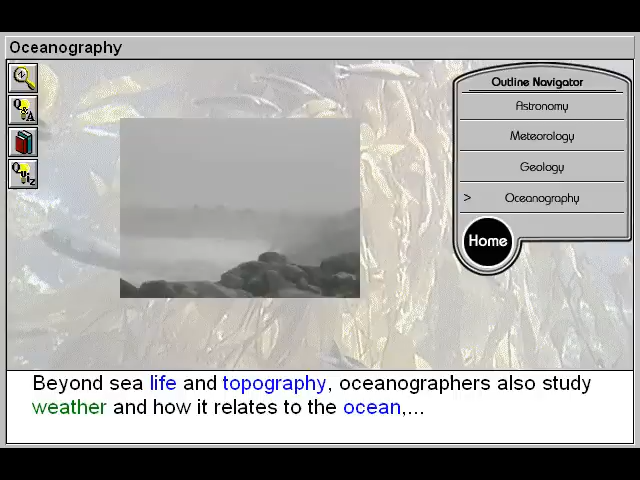 Oceanography
Q&A
Quiz
Outline Navigator
Astronomy
Meteorology
Geology
> Oceanography
Home
Beyond sea life and topography, oceanographers also study
weather and how it relates to the ocean,...